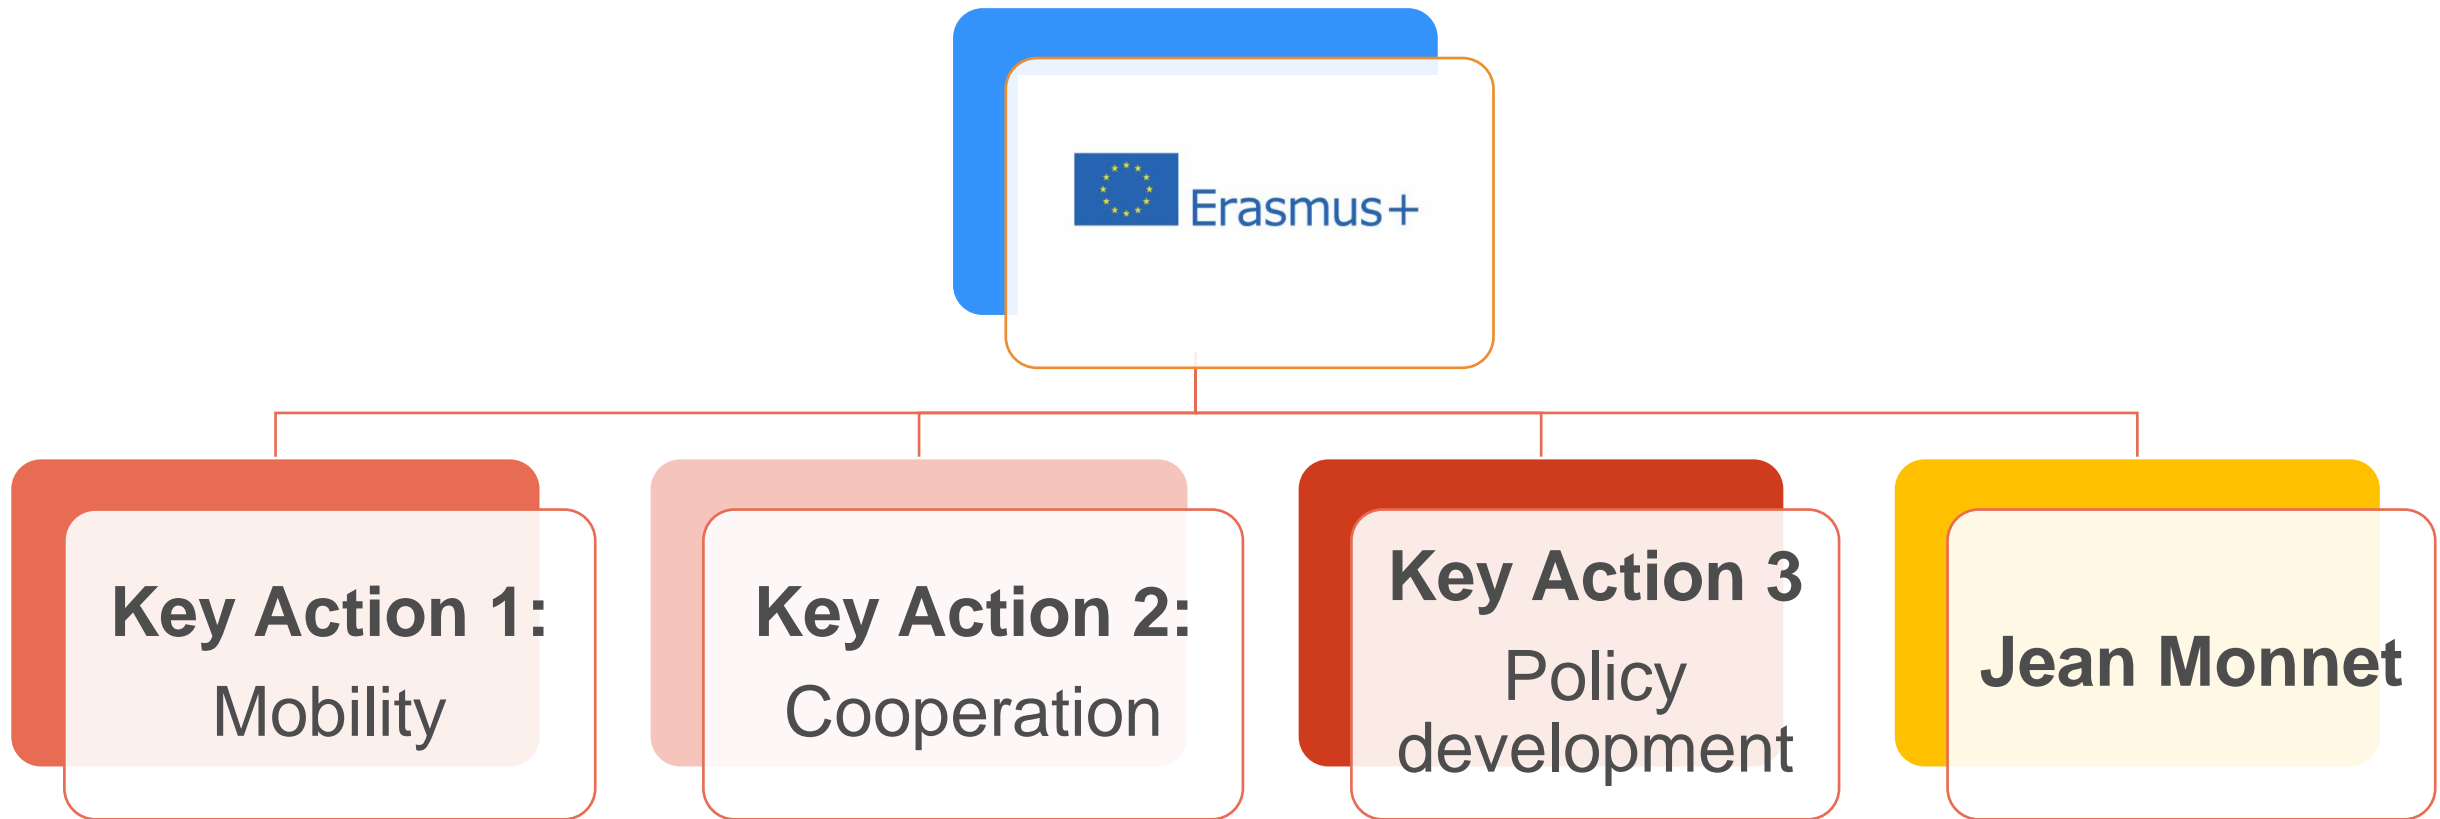 Erasmus+
Key Action 1:
Mobility
Key Action 2:
Cooperation
Key Action 3
Policy
development
Jean Monnet